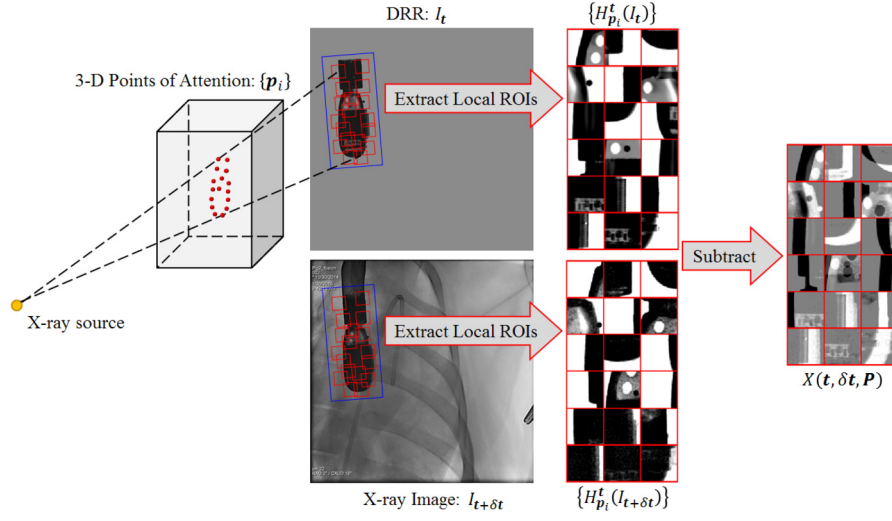 DRR: I_t
{H^t_{p_i}(I_t)}
3-D Points of Attention: {p_i}
Extract Local ROIs
Subtract
X-ray source
Extract Local ROIs
X(t, δt, P)
X-ray Image: I_{t+δt}
{H^t_{p_i}(I_{t+δt})}